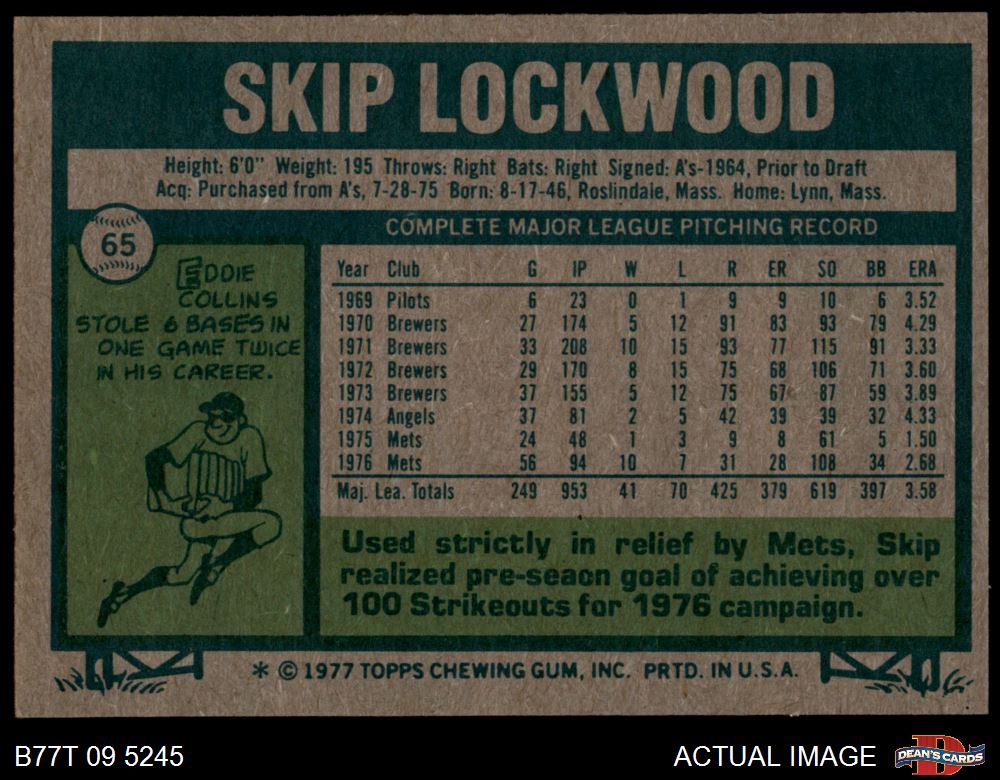 SKIP LOCKWOOD
Height: 6'0" Weight: 195 Throws: Right Bats: Right Signed: A's-1964, Prior to Draft
Acq: Purchased from A's, 7-28-75 Born: 8-17-46, Roslindale, Mass. Home: Lynn, Mass.
65
EDDIE
COLLINS
STOLE 6 BASES IN
ONE GAME TWICE
IN HIS CAREER.
COMPLETE MAJOR LEAGUE PITCHING RECORD
Year Club G IP W L R ER SO BB ERA
1969 Pilots 6 23 0 1 9 9 10 6 3.52
1970 Brewers 27 174 5 12 91 83 93 79 4.29
1971 Brewers 33 208 10 15 93 77 115 91 3.33
1972 Brewers 29 170 8 15 75 68 106 71 3.60
1973 Brewers 37 155 5 12 75 67 87 59 3.89
1974 Angels 37 81 2 5 42 39 39 32 4.33
1975 Mets 24 48 1 3 9 8 61 5 1.50
1976 Mets 56 94 10 7 31 28 108 34 2.68
Maj. Lea. Totals 249 953 41 70 425 379 619 397 3.58
Used strictly in relief by Mets, Skip
realized pre-seaon goal of achieving over
100 Strikeouts for 1976 campaign.
* © 1977 TOPPS CHEWING GUM, INC. PRTD. IN U.S.A.
B77T 09 5245
ACTUAL IMAGE
D
DEAN'S CARDS